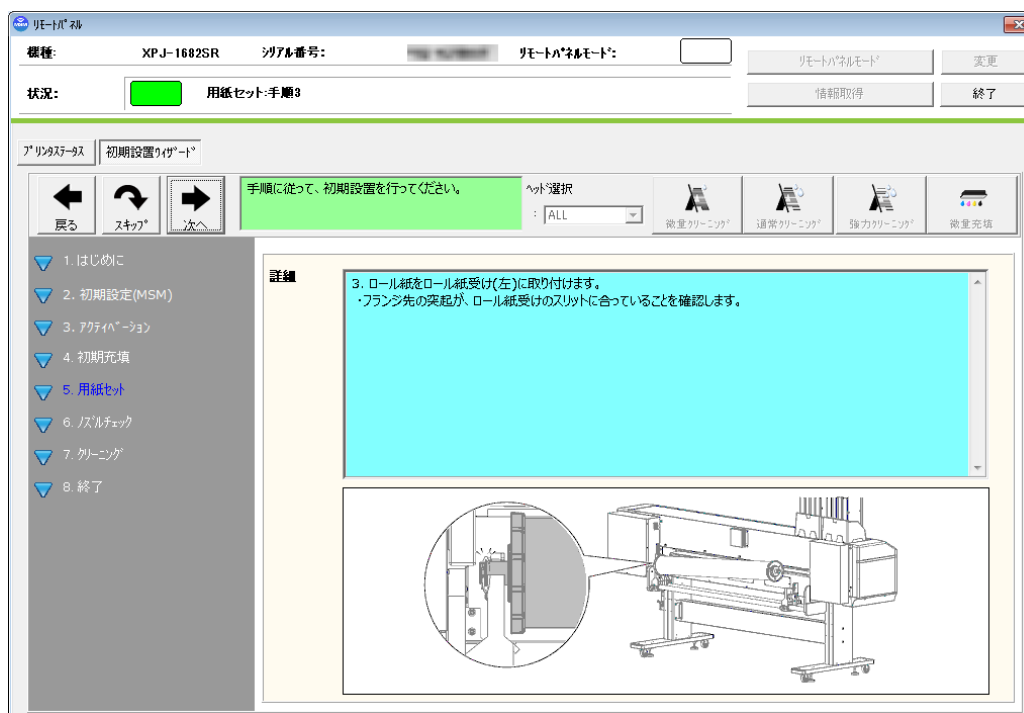 リモートパネル
機種: XPJ-1682SR シリアル番号: リモートパネルモード:
リモートパネルモード 変更
状況: 用紙セット:手順3
情報取得 終了
プリンタステータス 初期設置ウィザード
手順に従って、初期設置を行ってください。
ヘッド選択
: ALL
戻る スキップ 次へ
微量クリーニング 通常クリーニング 強力クリーニング 微量充填
1. はじめに
2. 初期設定(MSM)
3. アクティベーション
4. 初期充填
5. 用紙セット
6. ノズルチェック
7. クリーニング
8. 終了
詳細
3. ロール紙をロール紙受け(左)に取り付けます。
・フランジ先の突起が、ロール紙受けのスリットに合っていることを確認します。